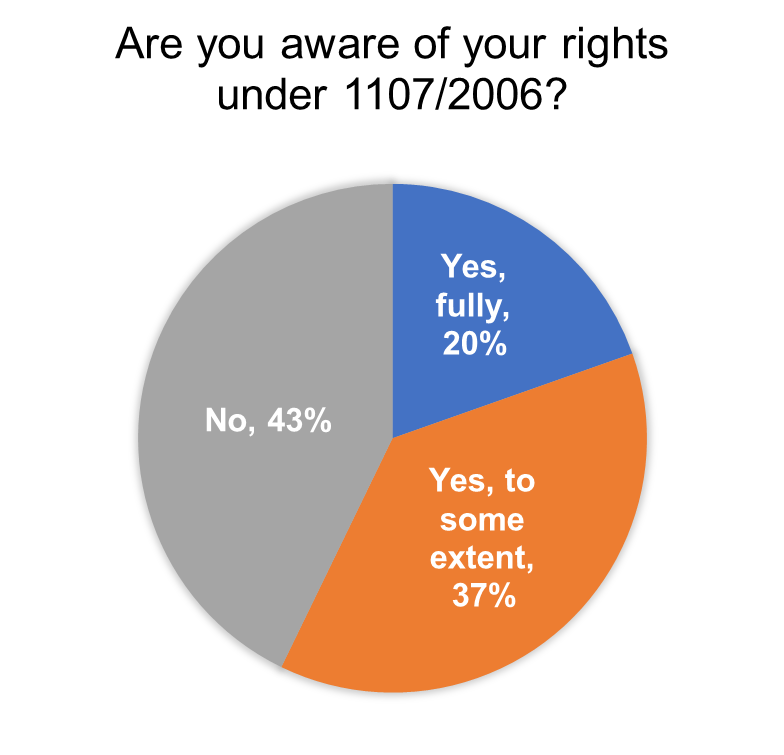 Are you aware of your rights
under 1107/2006?
Yes,
fully,
20%
No, 43%
Yes, to
some
extent,
37%